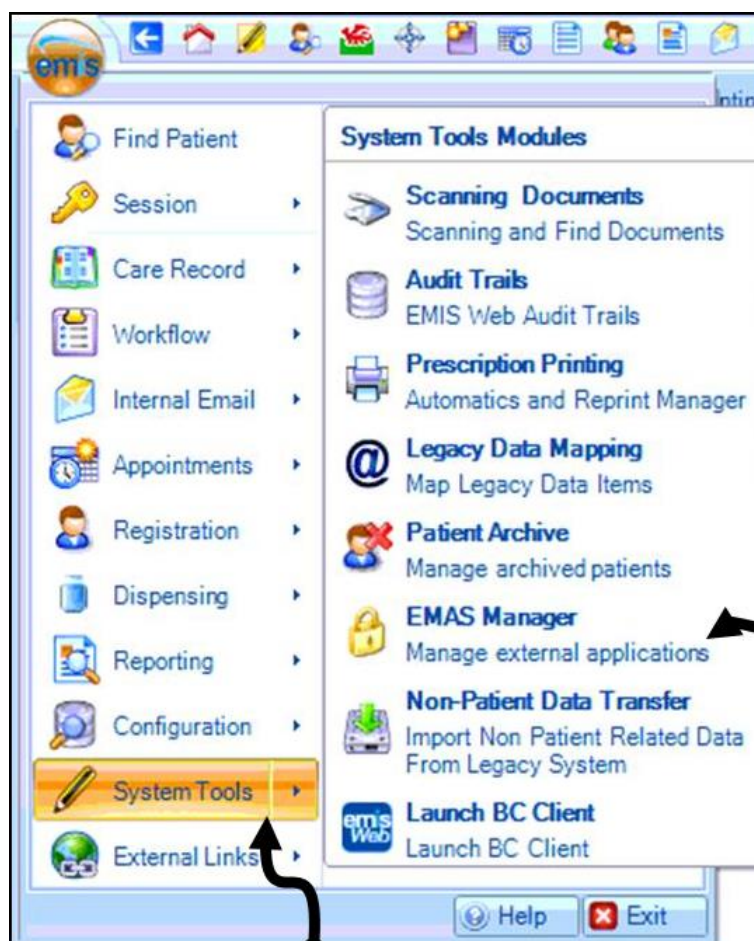 emis
Find Patient
Session
Care Record
Workflow
Internal Email
Appointments
Registration
Dispensing
Reporting
Configuration
System Tools
External Links
System Tools Modules
Scanning Documents
Scanning and Find Documents
Audit Trails
EMIS Web Audit Trails
Prescription Printing
Automatics and Reprint Manager
@ Legacy Data Mapping
Map Legacy Data Items
Patient Archive
Manage archived patients
EMAS Manager
Manage external applications
Non-Patient Data Transfer
Import Non Patient Related Data
From Legacy System
emis
Web
Launch BC Client
Launch BC Client
Help
Exit